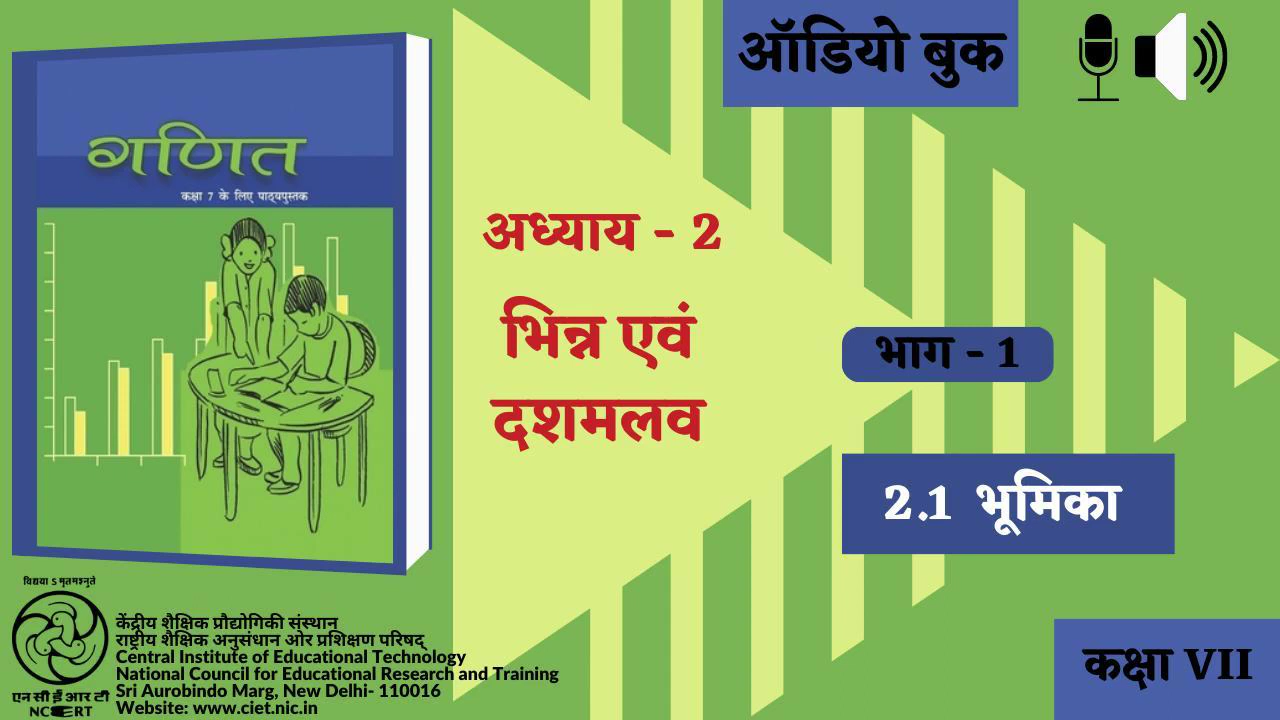 ऑडियो बुक
गणित
कक्षा 7 के लिए पाठ्यपुस्तक
अध्याय - 2
भिन्न एवं
दशमलव
भाग - 1
2.1 भूमिका
कक्षा VII
विद्यया ऽ मृतमश्नुते
एन सी ई आर टी
NCERT
केंद्रीय शैक्षिक प्रौद्योगिकी संस्थान
राष्ट्रीय शैक्षिक अनुसंधान ओर प्रशिक्षण परिषद्
Central Institute of Educational Technology
National Council for Educational Research and Training
Sri Aurobindo Marg, New Delhi- 110016
Website: www.ciet.nic.in